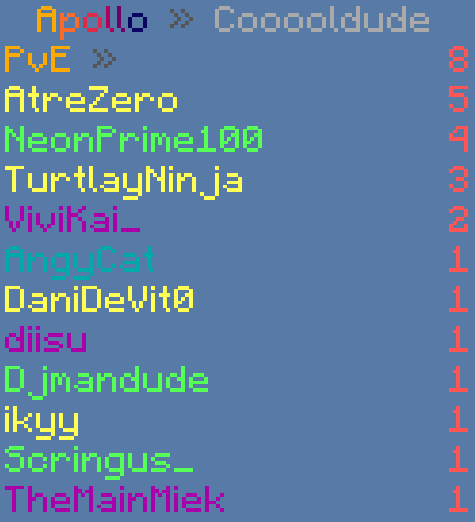 Apollo » Cooooldude
PvE » 8
AtreZero 5
NeonPrime100 4
TurtlayNinja 3
ViviKai_ 2
AngyCat 1
DaniDeVit0 1
diisu 1
Djmandude 1
ikyy 1
Scringus_ 1
TheMainMiek 1